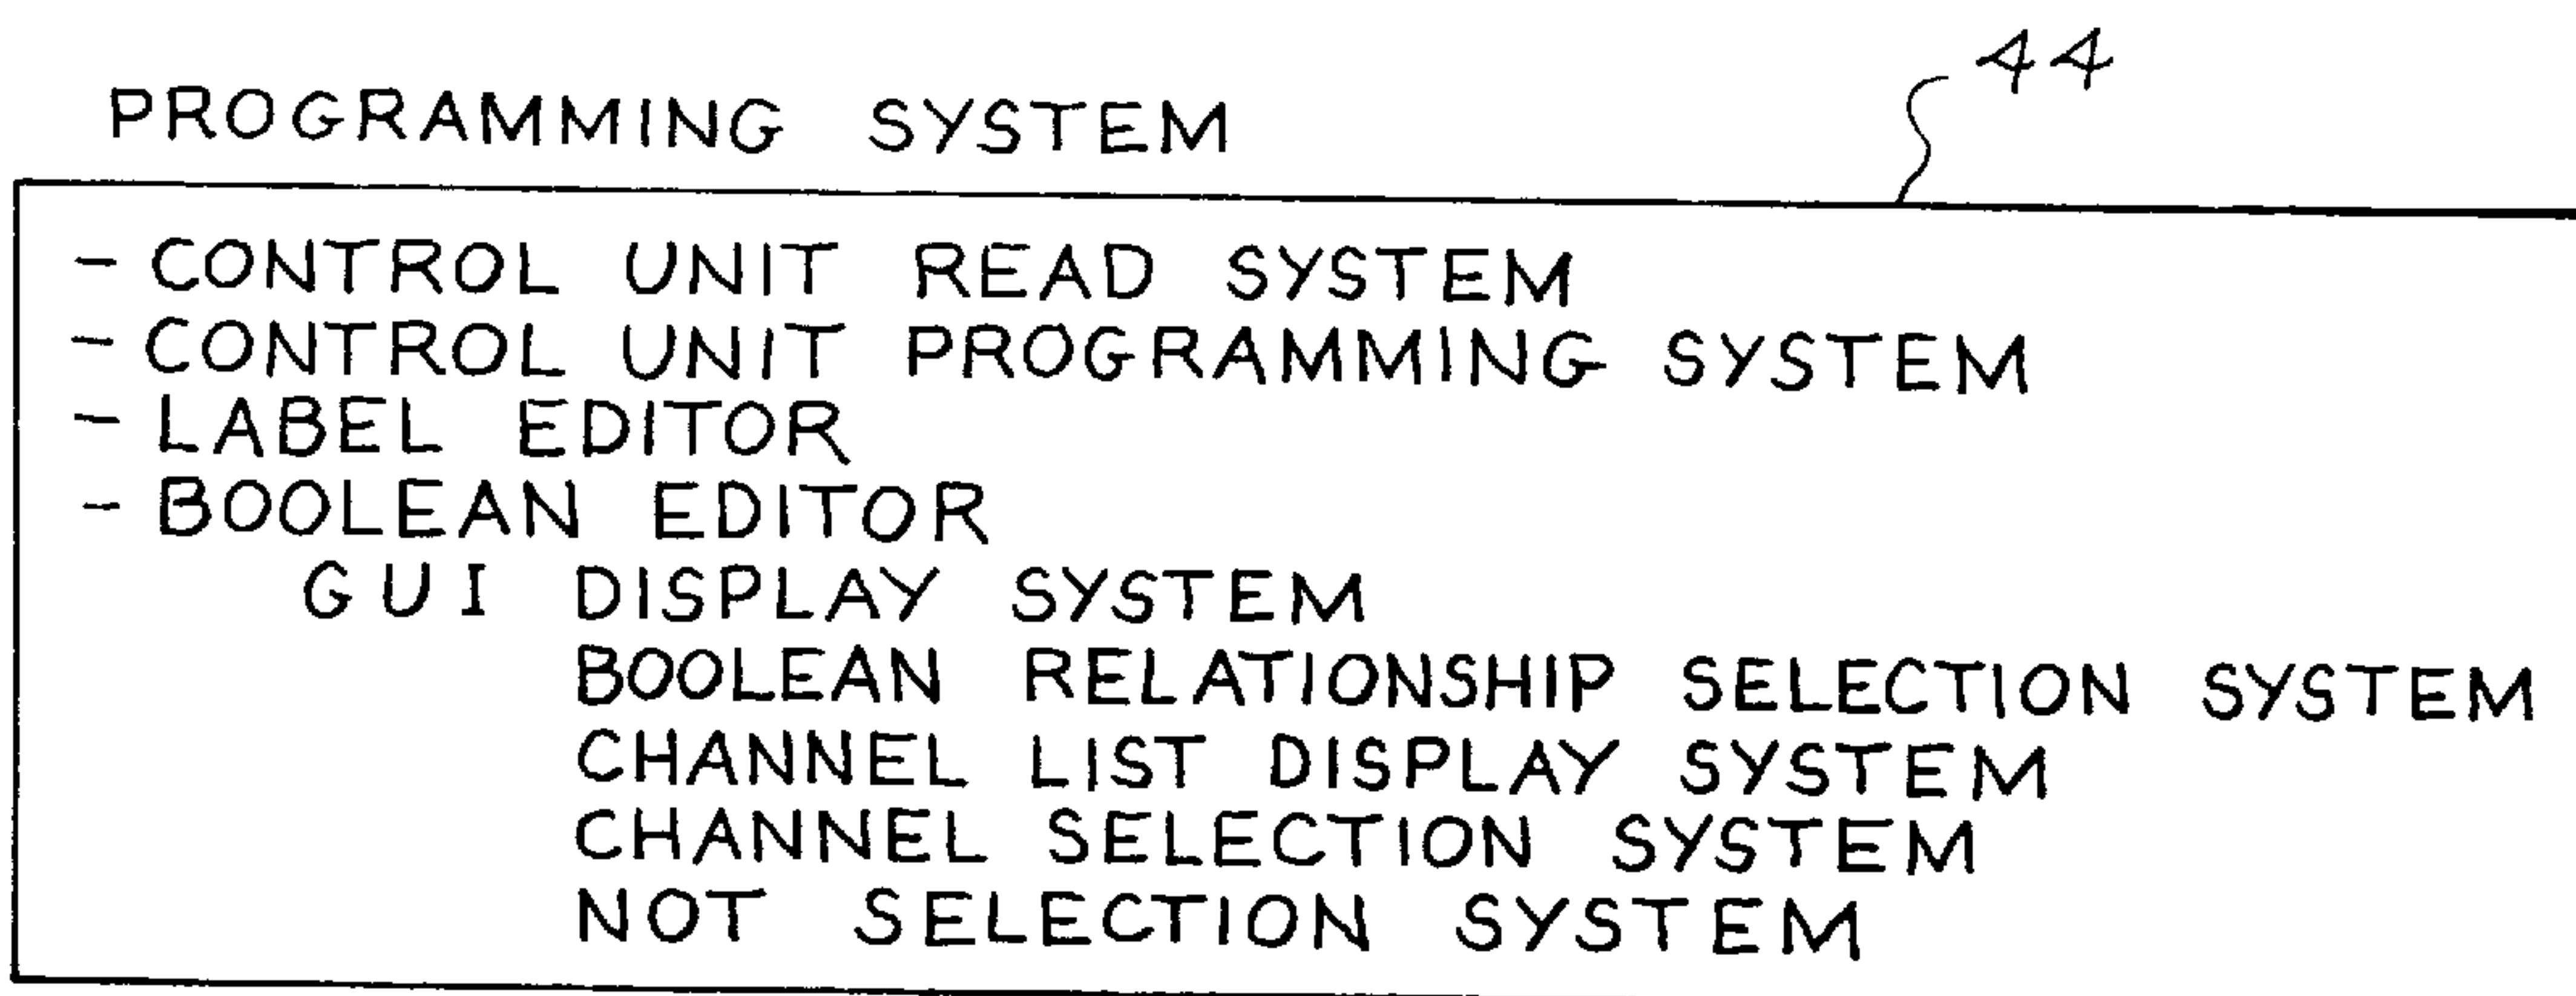 44
PROGRAMMING SYSTEM
- CONTROL UNIT READ SYSTEM
- CONTROL UNIT PROGRAMMING SYSTEM
- LABEL EDITOR
- BOOLEAN EDITOR
GUI DISPLAY SYSTEM
BOOLEAN RELATIONSHIP SELECTION SYSTEM
CHANNEL LIST DISPLAY SYSTEM
CHANNEL SELECTION SYSTEM
NOT SELECTION SYSTEM